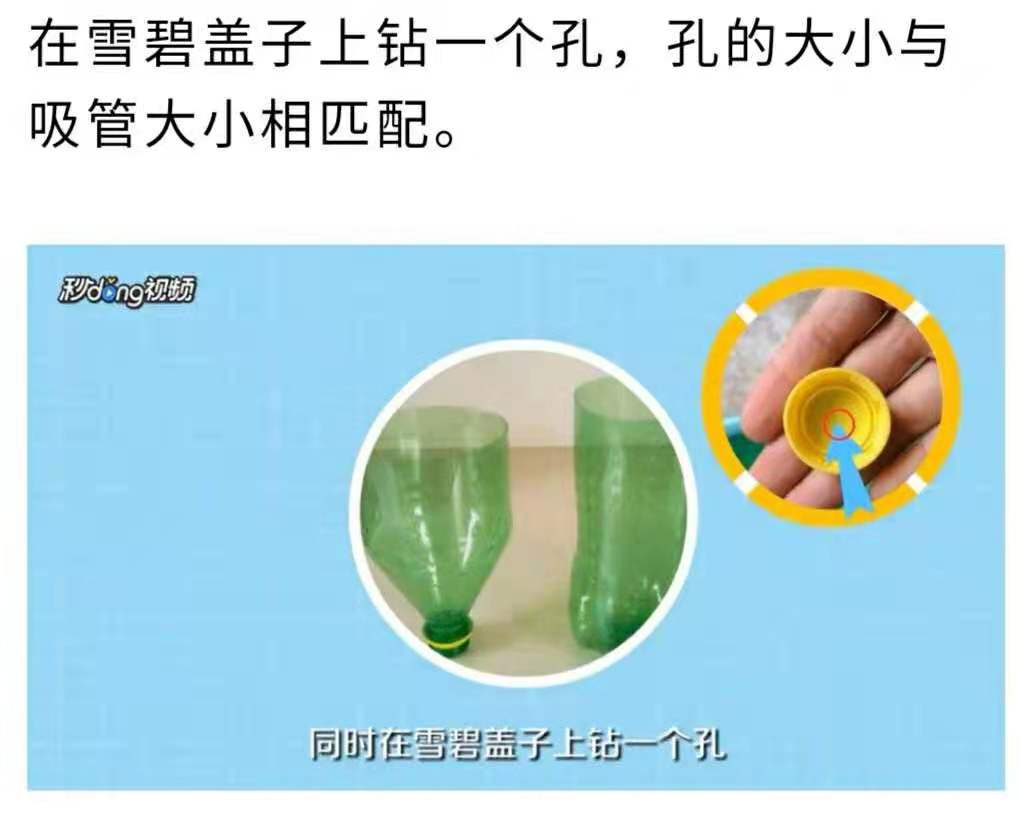 在雪碧盖子上钻一个孔，孔的大小与
吸管大小相匹配。
秒dǒng视频
同时在雪碧盖子上钻一个孔